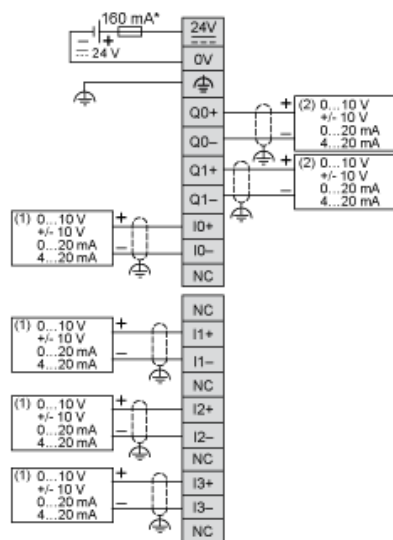 160 mA*
24V
− +
⎓ 24 V
0V
Q0+
+
(2) 0...10 V
+/- 10 V
0...20 mA
4...20 mA
Q0−
−
Q1+
+
(2) 0...10 V
+/- 10 V
0...20 mA
4...20 mA
Q1−
−
(1) 0...10 V
+/- 10 V
0...20 mA
4...20 mA
+
I0+
−
I0−
NC
NC
(1) 0...10 V
+/- 10 V
0...20 mA
4...20 mA
+
I1+
−
I1−
NC
(1) 0...10 V
+/- 10 V
0...20 mA
4...20 mA
+
I2+
−
I2−
NC
(1) 0...10 V
+/- 10 V
0...20 mA
4...20 mA
+
I3+
−
I3−
NC